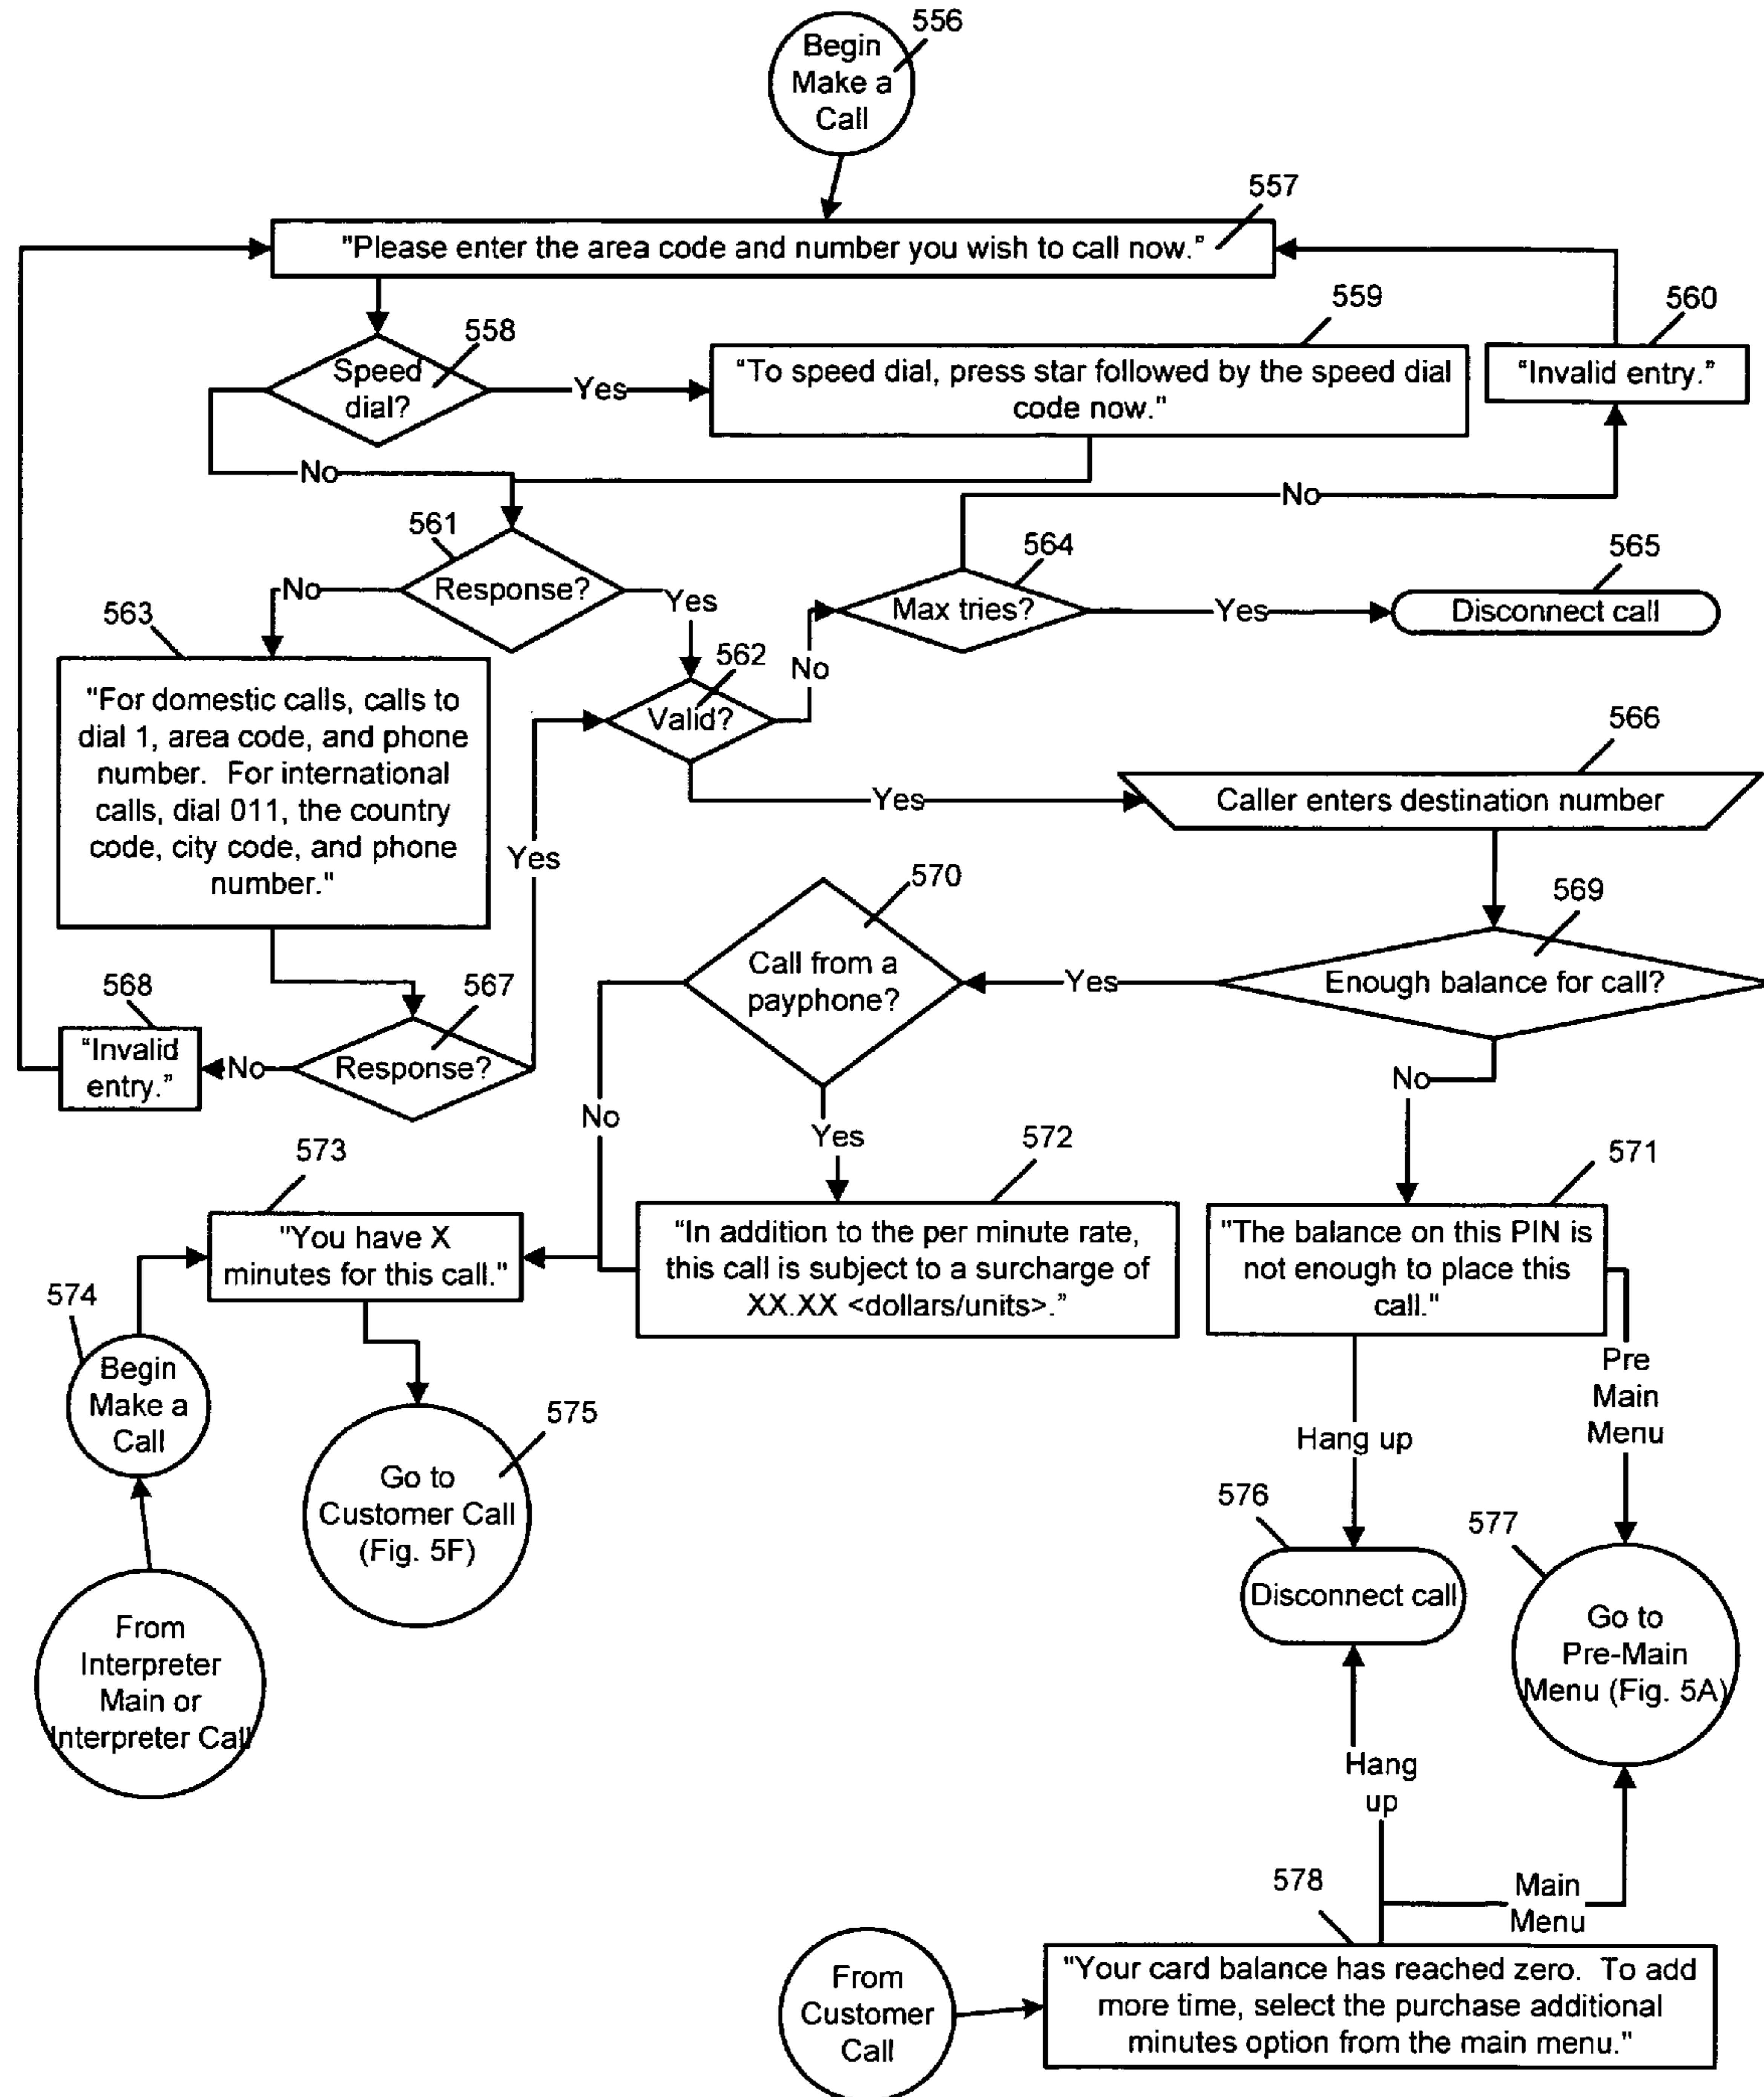 556
Begin
Make a
Call
557
"Please enter the area code and number you wish to call now."
558
Speed
dial?
Yes
559
"To speed dial, press star followed by the speed dial
code now."
560
"Invalid entry."
No
No
561
Response?
No
Yes
564
Max tries?
Yes
565
Disconnect call
563
"For domestic calls, calls to
dial 1, area code, and phone
number. For international
calls, dial 011, the country
code, city code, and phone
number."
562
Valid?
No
Yes
Yes
566
Caller enters destination number
570
Call from a
payphone?
Yes
569
Enough balance for call?
568
"Invalid
entry."
No
567
Response?
No
Yes
No
573
"You have X
minutes for this call."
572
"In addition to the per minute rate,
this call is subject to a surcharge of
XX.XX <dollars/units>."
571
"The balance on this PIN is
not enough to place this
call."
574
Begin
Make a
Call
575
Go to
Customer Call
(Fig. 5F)
Hang up
Pre
Main
Menu
From
Interpreter
Main or
Interpreter Call
576
Disconnect call
577
Go to
Pre-Main
Menu (Fig. 5A)
Hang
up
Main
Menu
578
From
Customer
Call
"Your card balance has reached zero. To add
more time, select the purchase additional
minutes option from the main menu."